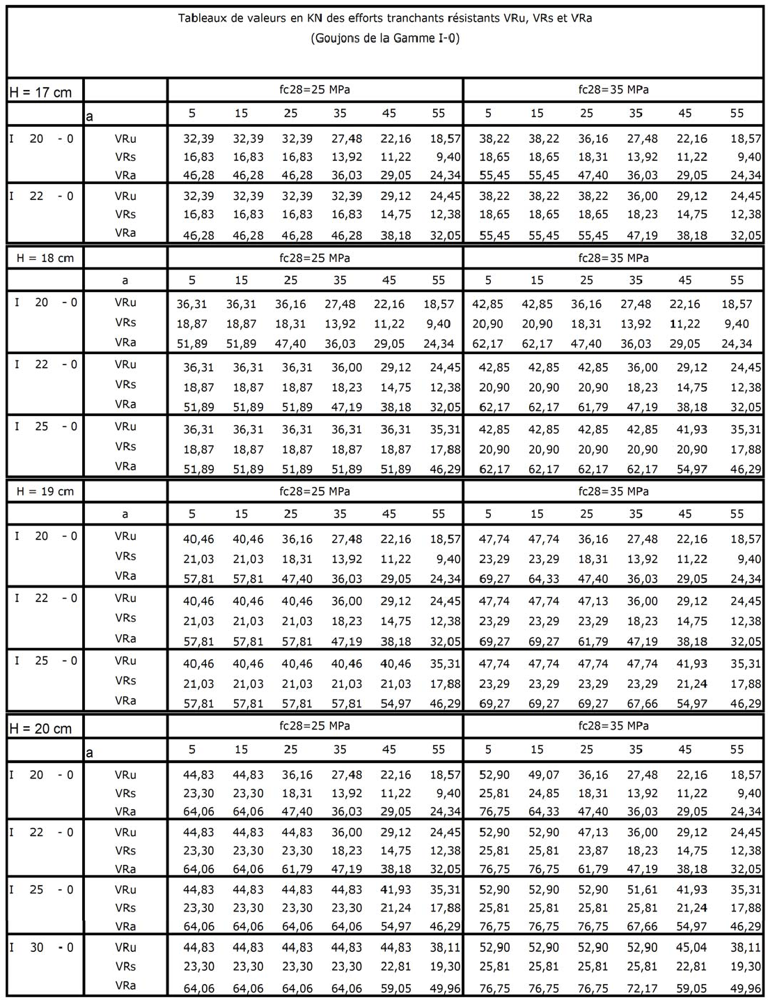 Tableaux de valeurs en KN des efforts tranchants résistants VRu, VRs et VRa
(Goujons de la Gamme I-0)
H = 17 cm fc28=25 MPa fc28=35 MPa
a 5 15 25 35 45 55 5 15 25 35 45 55
I 20 - 0 VRu 32,39 32,39 32,39 27,48 22,16 18,57 38,22 38,22 36,16 27,48 22,16 18,57
VRs 16,83 16,83 16,83 13,92 11,22 9,40 18,65 18,65 18,31 13,92 11,22 9,40
VRa 46,28 46,28 46,28 36,03 29,05 24,34 55,45 55,45 47,40 36,03 29,05 24,34
I 22 - 0 VRu 32,39 32,39 32,39 32,39 29,12 24,45 38,22 38,22 38,22 36,00 29,12 24,45
VRs 16,83 16,83 16,83 16,83 14,75 12,38 18,65 18,65 18,65 18,23 14,75 12,38
VRa 46,28 46,28 46,28 46,28 38,18 32,05 55,45 55,45 55,45 47,19 38,18 32,05
H = 18 cm fc28=25 MPa fc28=35 MPa
a 5 15 25 35 45 55 5 15 25 35 45 55
I 20 - 0 VRu 36,31 36,31 36,16 27,48 22,16 18,57 42,85 42,85 36,16 27,48 22,16 18,57
VRs 18,87 18,87 18,31 13,92 11,22 9,40 20,90 20,90 18,31 13,92 11,22 9,40
VRa 51,89 51,89 47,40 36,03 29,05 24,34 62,17 62,17 47,40 36,03 29,05 24,34
I 22 - 0 VRu 36,31 36,31 36,31 36,00 29,12 24,45 42,85 42,85 42,85 36,00 29,12 24,45
VRs 18,87 18,87 18,87 18,23 14,75 12,38 20,90 20,90 20,90 18,23 14,75 12,38
VRa 51,89 51,89 51,89 47,19 38,18 32,05 62,17 62,17 61,79 47,19 38,18 32,05
I 25 - 0 VRu 36,31 36,31 36,31 36,31 36,31 35,31 42,85 42,85 42,85 42,85 41,93 35,31
VRs 18,87 18,87 18,87 18,87 18,87 17,88 20,90 20,90 20,90 20,90 20,90 17,88
VRa 51,89 51,89 51,89 51,89 51,89 46,29 62,17 62,17 62,17 62,17 54,97 46,29
H = 19 cm fc28=25 MPa fc28=35 MPa
a 5 15 25 35 45 55 5 15 25 35 45 55
I 20 - 0 VRu 40,46 40,46 36,16 27,48 22,16 18,57 47,74 47,74 36,16 27,48 22,16 18,57
VRs 21,03 21,03 18,31 13,92 11,22 9,40 23,29 23,29 18,31 13,92 11,22 9,40
VRa 57,81 57,81 47,40 36,03 29,05 24,34 69,27 64,33 47,40 36,03 29,05 24,34
I 22 - 0 VRu 40,46 40,46 40,46 36,00 29,12 24,45 47,74 47,74 47,13 36,00 29,12 24,45
VRs 21,03 21,03 21,03 18,23 14,75 12,38 23,29 23,29 23,29 18,23 14,75 12,38
VRa 57,81 57,81 57,81 47,19 38,18 32,05 69,27 69,27 61,79 47,19 38,18 32,05
I 25 - 0 VRu 40,46 40,46 40,46 40,46 40,46 35,31 47,74 47,74 47,74 47,74 41,93 35,31
VRs 21,03 21,03 21,03 21,03 21,03 17,88 23,29 23,29 23,29 23,29 21,24 17,88
VRa 57,81 57,81 57,81 57,81 54,97 46,29 69,27 69,27 69,27 67,66 54,97 46,29
H = 20 cm fc28=25 MPa fc28=35 MPa
a 5 15 25 35 45 55 5 15 25 35 45 55
I 20 - 0 VRu 44,83 44,83 36,16 27,48 22,16 18,57 52,90 49,07 36,16 27,48 22,16 18,57
VRs 23,30 23,30 18,31 13,92 11,22 9,40 25,81 24,85 18,31 13,92 11,22 9,40
VRa 64,06 64,06 47,40 36,03 29,05 24,34 76,75 64,33 47,40 36,03 29,05 24,34
I 22 - 0 VRu 44,83 44,83 44,83 36,00 29,12 24,45 52,90 52,90 47,13 36,00 29,12 24,45
VRs 23,30 23,30 23,30 18,23 14,75 12,38 25,81 25,81 23,87 18,23 14,75 12,38
VRa 64,06 64,06 61,79 47,19 38,18 32,05 76,75 76,75 61,79 47,19 38,18 32,05
I 25 - 0 VRu 44,83 44,83 44,83 44,83 41,93 35,31 52,90 52,90 52,90 51,61 41,93 35,31
VRs 23,30 23,30 23,30 23,30 21,24 17,88 25,81 25,81 25,81 25,81 21,24 17,88
VRa 64,06 64,06 64,06 64,06 54,97 46,29 76,75 76,75 76,75 67,66 54,97 46,29
I 30 - 0 VRu 44,83 44,83 44,83 44,83 44,83 38,11 52,90 52,90 52,90 52,90 45,04 38,11
VRs 23,30 23,30 23,30 23,30 22,81 19,30 25,81 25,81 25,81 25,81 22,81 19,30
VRa 64,06 64,06 64,06 64,06 59,05 49,96 76,75 76,75 76,75 72,17 59,05 49,96